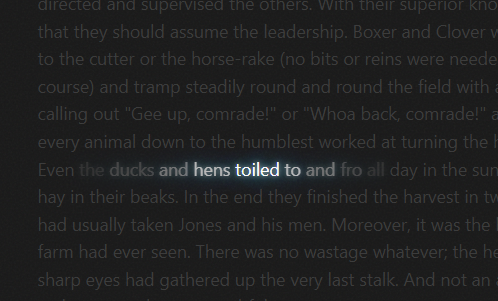 directed and supervised the others. With their superior kno
that they should assume the leadership. Boxer and Clover w
to the cutter or the horse-rake (no bits or reins were neede
course) and tramp steadily round and round the field with a
calling out "Gee up, comrade!" or "Whoa back, comrade!" a
every animal down to the humblest worked at turning the h
Even the ducks and hens toiled to and fro all day in the sun
hay in their beaks. In the end they finished the harvest in tw
had usually taken Jones and his men. Moreover, it was the b
farm had ever seen. There was no wastage whatever; the he
sharp eyes had gathered up the very last stalk. And not an